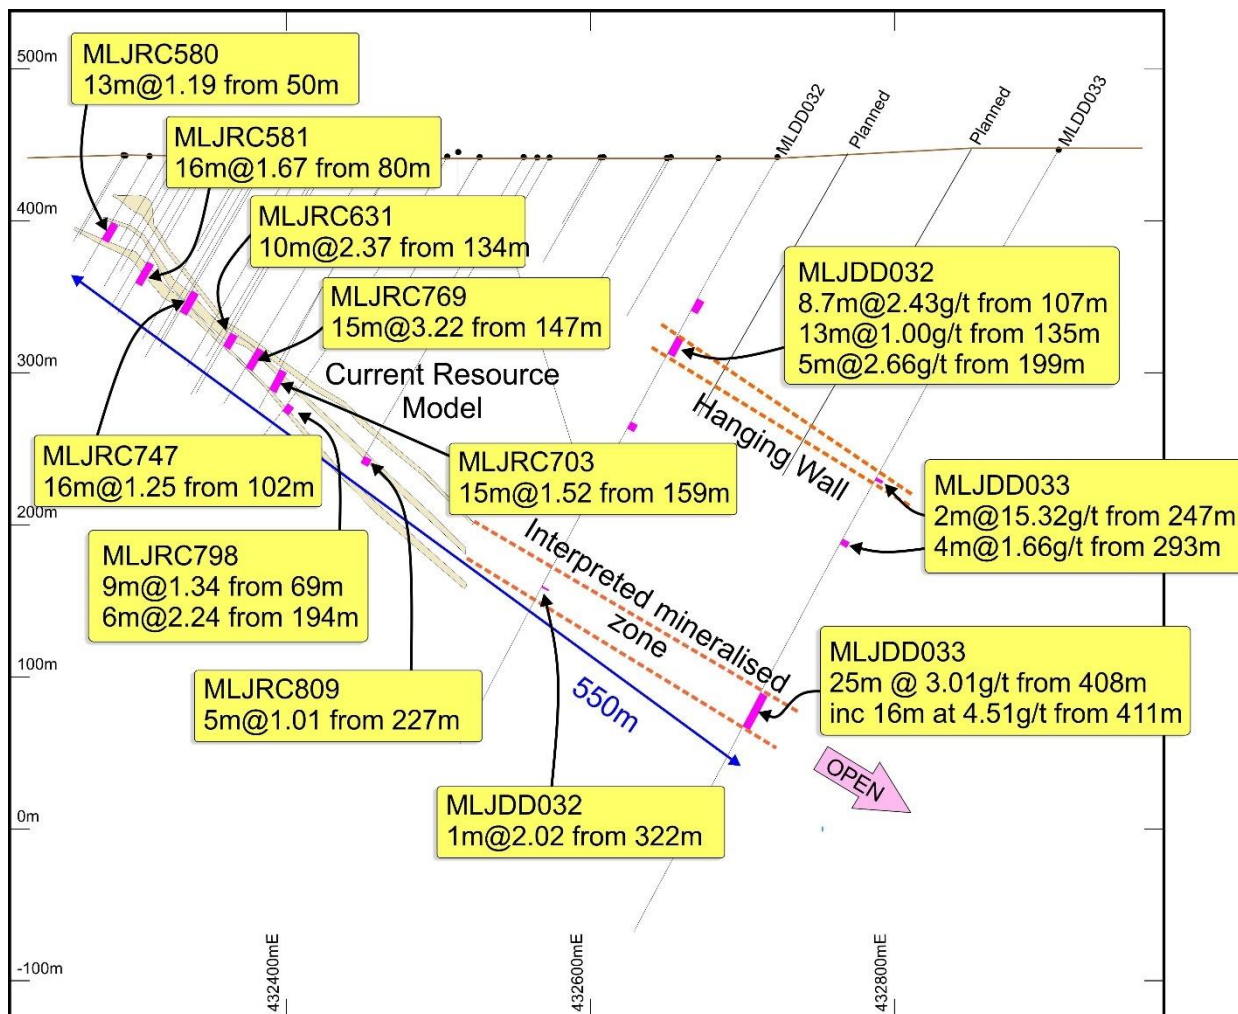 500m
400m
300m
200m
100m
0m
-100m
432400mE
432600mE
432800mE
MLJRC580
13m@1.19 from 50m
MLJRC581
16m@1.67 from 80m
MLJRC631
10m@2.37 from 134m
MLJRC769
15m@3.22 from 147m
MLDD032
Planned
Planned
MLDD033
MLJDD032
8.7m@2.43g/t from 107m
13m@1.00g/t from 135m
5m@2.66g/t from 199m
Current Resource
Model
Hanging Wall
MLJRC747
16m@1.25 from 102m
MLJRC703
15m@1.52 from 159m
MLJDD033
2m@15.32g/t from 247m
4m@1.66g/t from 293m
MLJRC798
9m@1.34 from 69m
6m@2.24 from 194m
Interpreted mineralised
zone
MLJRC809
5m@1.01 from 227m
550m
MLJDD033
25m @ 3.01g/t from 408m
inc 16m at 4.51g/t from 411m
OPEN
MLJDD032
1m@2.02 from 322m